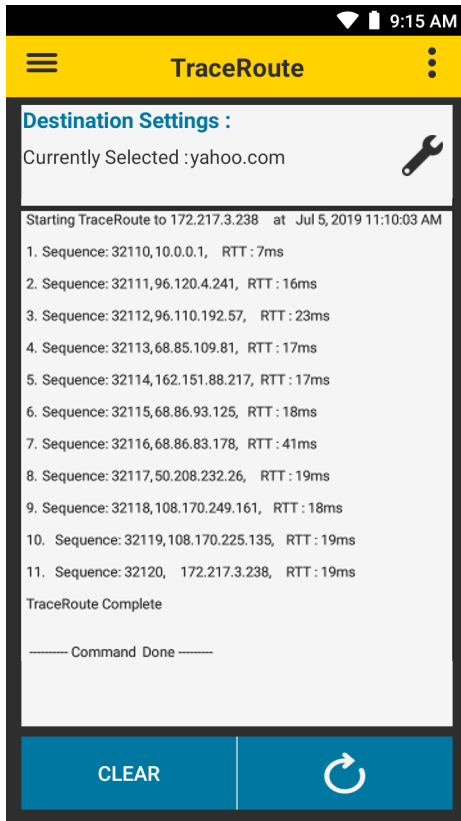 9:15 AM
TraceRoute
Destination Settings :
Currently Selected :yahoo.com
Starting TraceRoute to 172.217.3.238 at Jul 5, 2019 11:10:03 AM
1. Sequence: 32110,10.0.0.1, RTT : 7ms
2. Sequence: 32111,96.120.4.241, RTT : 16ms
3. Sequence: 32112,96.110.192.57, RTT : 23ms
4. Sequence: 32113,68.85.109.81, RTT : 17ms
5. Sequence: 32114,162.151.88.217, RTT : 17ms
6. Sequence: 32115,68.86.93.125, RTT : 18ms
7. Sequence: 32116,68.86.83.178, RTT : 41ms
8. Sequence: 32117,50.208.232.26, RTT : 19ms
9. Sequence: 32118,108.170.249.161, RTT : 18ms
10. Sequence: 32119,108.170.225.135, RTT : 19ms
11. Sequence: 32120, 172.217.3.238, RTT : 19ms
TraceRoute Complete
---------- Command Done ---------
CLEAR